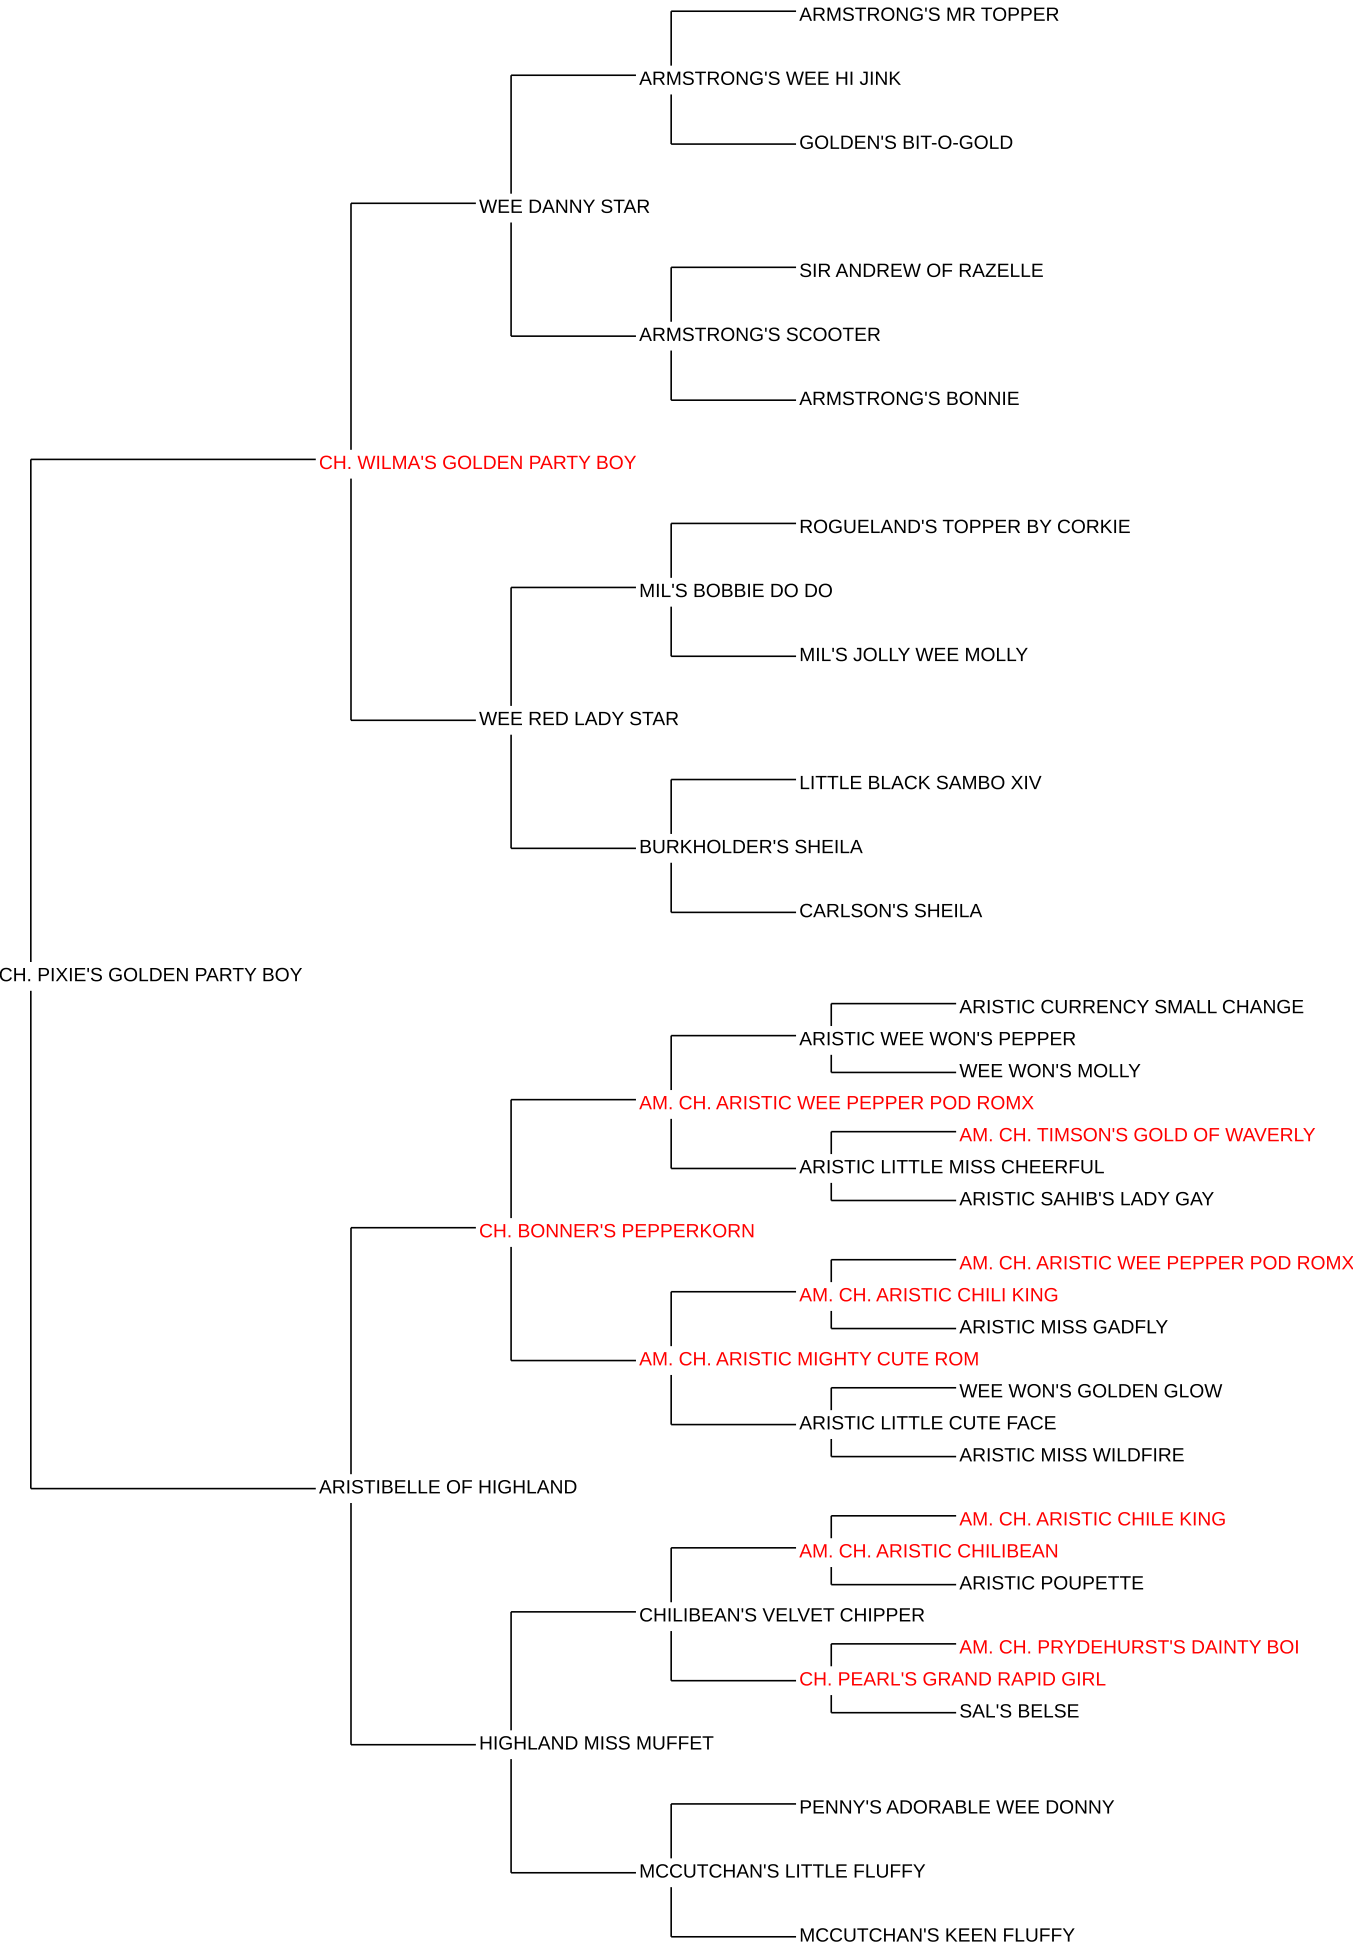 ARMSTRONG'S MR TOPPER
ARMSTRONG'S WEE HI JINK
GOLDEN'S BIT-O-GOLD
WEE DANNY STAR
SIR ANDREW OF RAZELLE
ARMSTRONG'S SCOOTER
ARMSTRONG'S BONNIE
CH. WILMA'S GOLDEN PARTY BOY
ROGUELAND'S TOPPER BY CORKIE
MIL'S BOBBIE DO DO
MIL'S JOLLY WEE MOLLY
WEE RED LADY STAR
LITTLE BLACK SAMBO XIV
BURKHOLDER'S SHEILA
CARLSON'S SHEILA
CH. PIXIE'S GOLDEN PARTY BOY
ARISTIC CURRENCY SMALL CHANGE
ARISTIC WEE WON'S PEPPER
WEE WON'S MOLLY
AM. CH. ARISTIC WEE PEPPER POD ROMX
AM. CH. TIMSON'S GOLD OF WAVERLY
ARISTIC LITTLE MISS CHEERFUL
ARISTIC SAHIB'S LADY GAY
CH. BONNER'S PEPPERKORN
AM. CH. ARISTIC WEE PEPPER POD ROMX
AM. CH. ARISTIC CHILI KING
ARISTIC MISS GADFLY
AM. CH. ARISTIC MIGHTY CUTE ROM
WEE WON'S GOLDEN GLOW
ARISTIC LITTLE CUTE FACE
ARISTIC MISS WILDFIRE
ARISTIBELLE OF HIGHLAND
AM. CH. ARISTIC CHILE KING
AM. CH. ARISTIC CHILIBEAN
ARISTIC POUPETTE
CHILIBEAN'S VELVET CHIPPER
AM. CH. PRYDEHURST'S DAINTY BOI
CH. PEARL'S GRAND RAPID GIRL
SAL'S BELSE
HIGHLAND MISS MUFFET
PENNY'S ADORABLE WEE DONNY
MCCUTCHAN'S LITTLE FLUFFY
MCCUTCHAN'S KEEN FLUFFY